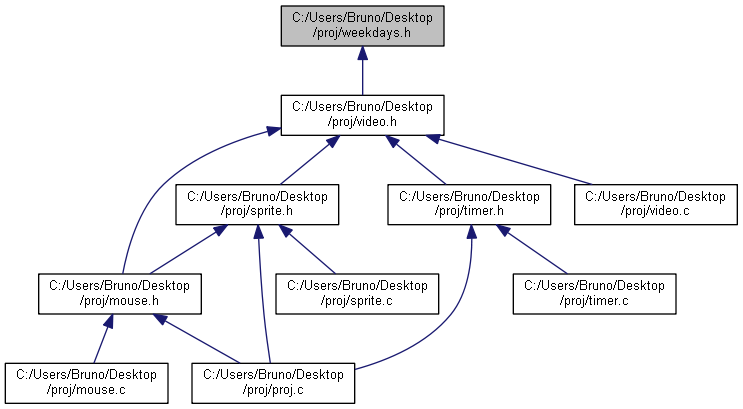 C:/Users/Bruno/Desktop
/proj/weekdays.h
C:/Users/Bruno/Desktop
/proj/video.h
C:/Users/Bruno/Desktop
/proj/sprite.h
C:/Users/Bruno/Desktop
/proj/timer.h
C:/Users/Bruno/Desktop
/proj/video.c
C:/Users/Bruno/Desktop
/proj/mouse.h
C:/Users/Bruno/Desktop
/proj/sprite.c
C:/Users/Bruno/Desktop
/proj/timer.c
C:/Users/Bruno/Desktop
/proj/mouse.c
C:/Users/Bruno/Desktop
/proj/proj.c